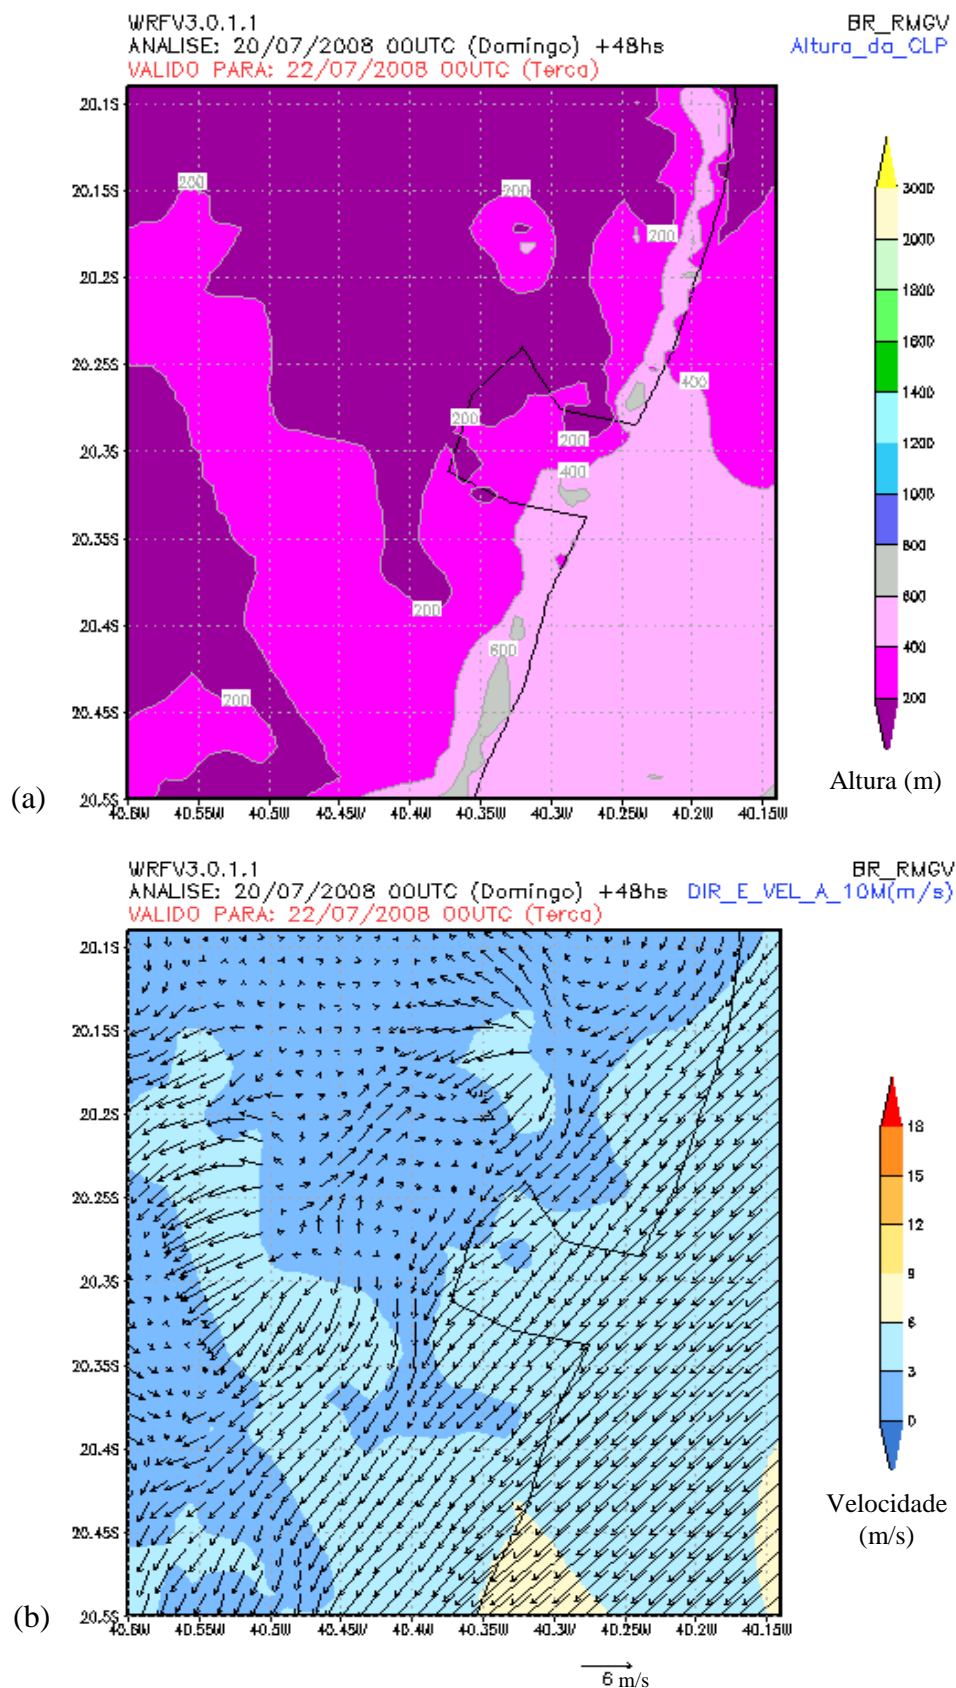 WRFV3.0.1.1 BR_RMGV
ANALISE: 20/07/2008 00UTC (Domingo) +48hs Altura_da_CLP
VALIDO PARA: 22/07/2008 00UTC (Terca)
20.1S
20.15S
20.2S
20.25S
20.3S
20.35S
20.4S
20.45S
20.5S
200
200
200
400
200
200
400
200
600
200
40.6W 40.55W 40.5W 40.45W 40.4W 40.35W 40.3W 40.25W 40.2W 40.15W
3000
2000
1800
1600
1400
1200
1000
800
600
400
200
Altura (m)
(a)
WRFV3.0.1.1 BR_RMGV
ANALISE: 20/07/2008 00UTC (Domingo) +48hs DIR_E_VEL_A_10M(m/s)
VALIDO PARA: 22/07/2008 00UTC (Terca)
20.1S
20.15S
20.2S
20.25S
20.3S
20.35S
20.4S
20.45S
20.5S
40.6W 40.55W 40.5W 40.45W 40.4W 40.35W 40.3W 40.25W 40.2W 40.15W
18
15
12
9
6
3
0
Velocidade
(m/s)
(b)
6 m/s